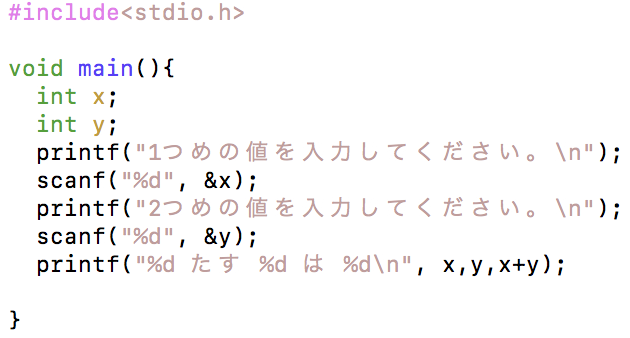 #include<stdio.h>
void main(){
int x;
int y;
printf("1つめの値を入力してください。\n");
scanf("%d", &x);
printf("2つめの値を入力してください。\n");
scanf("%d", &y);
printf("%d たす %d は %d\n", x,y,x+y);
}